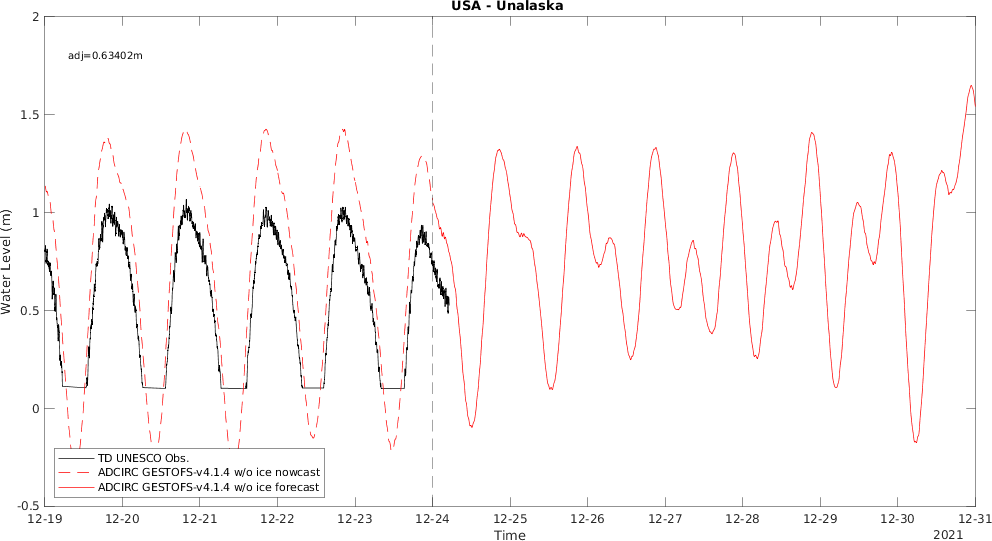 USA - Unalaska
adj=0.63402m
Water Level (m)
2
1.5
1
0.5
0
-0.5
TD UNESCO Obs.
ADCIRC GESTOFS-v4.1.4 w/o ice nowcast
ADCIRC GESTOFS-v4.1.4 w/o ice forecast
12-19 12-20 12-21 12-22 12-23 12-24 12-25 12-26 12-27 12-28 12-29 12-30 12-31
Time
2021